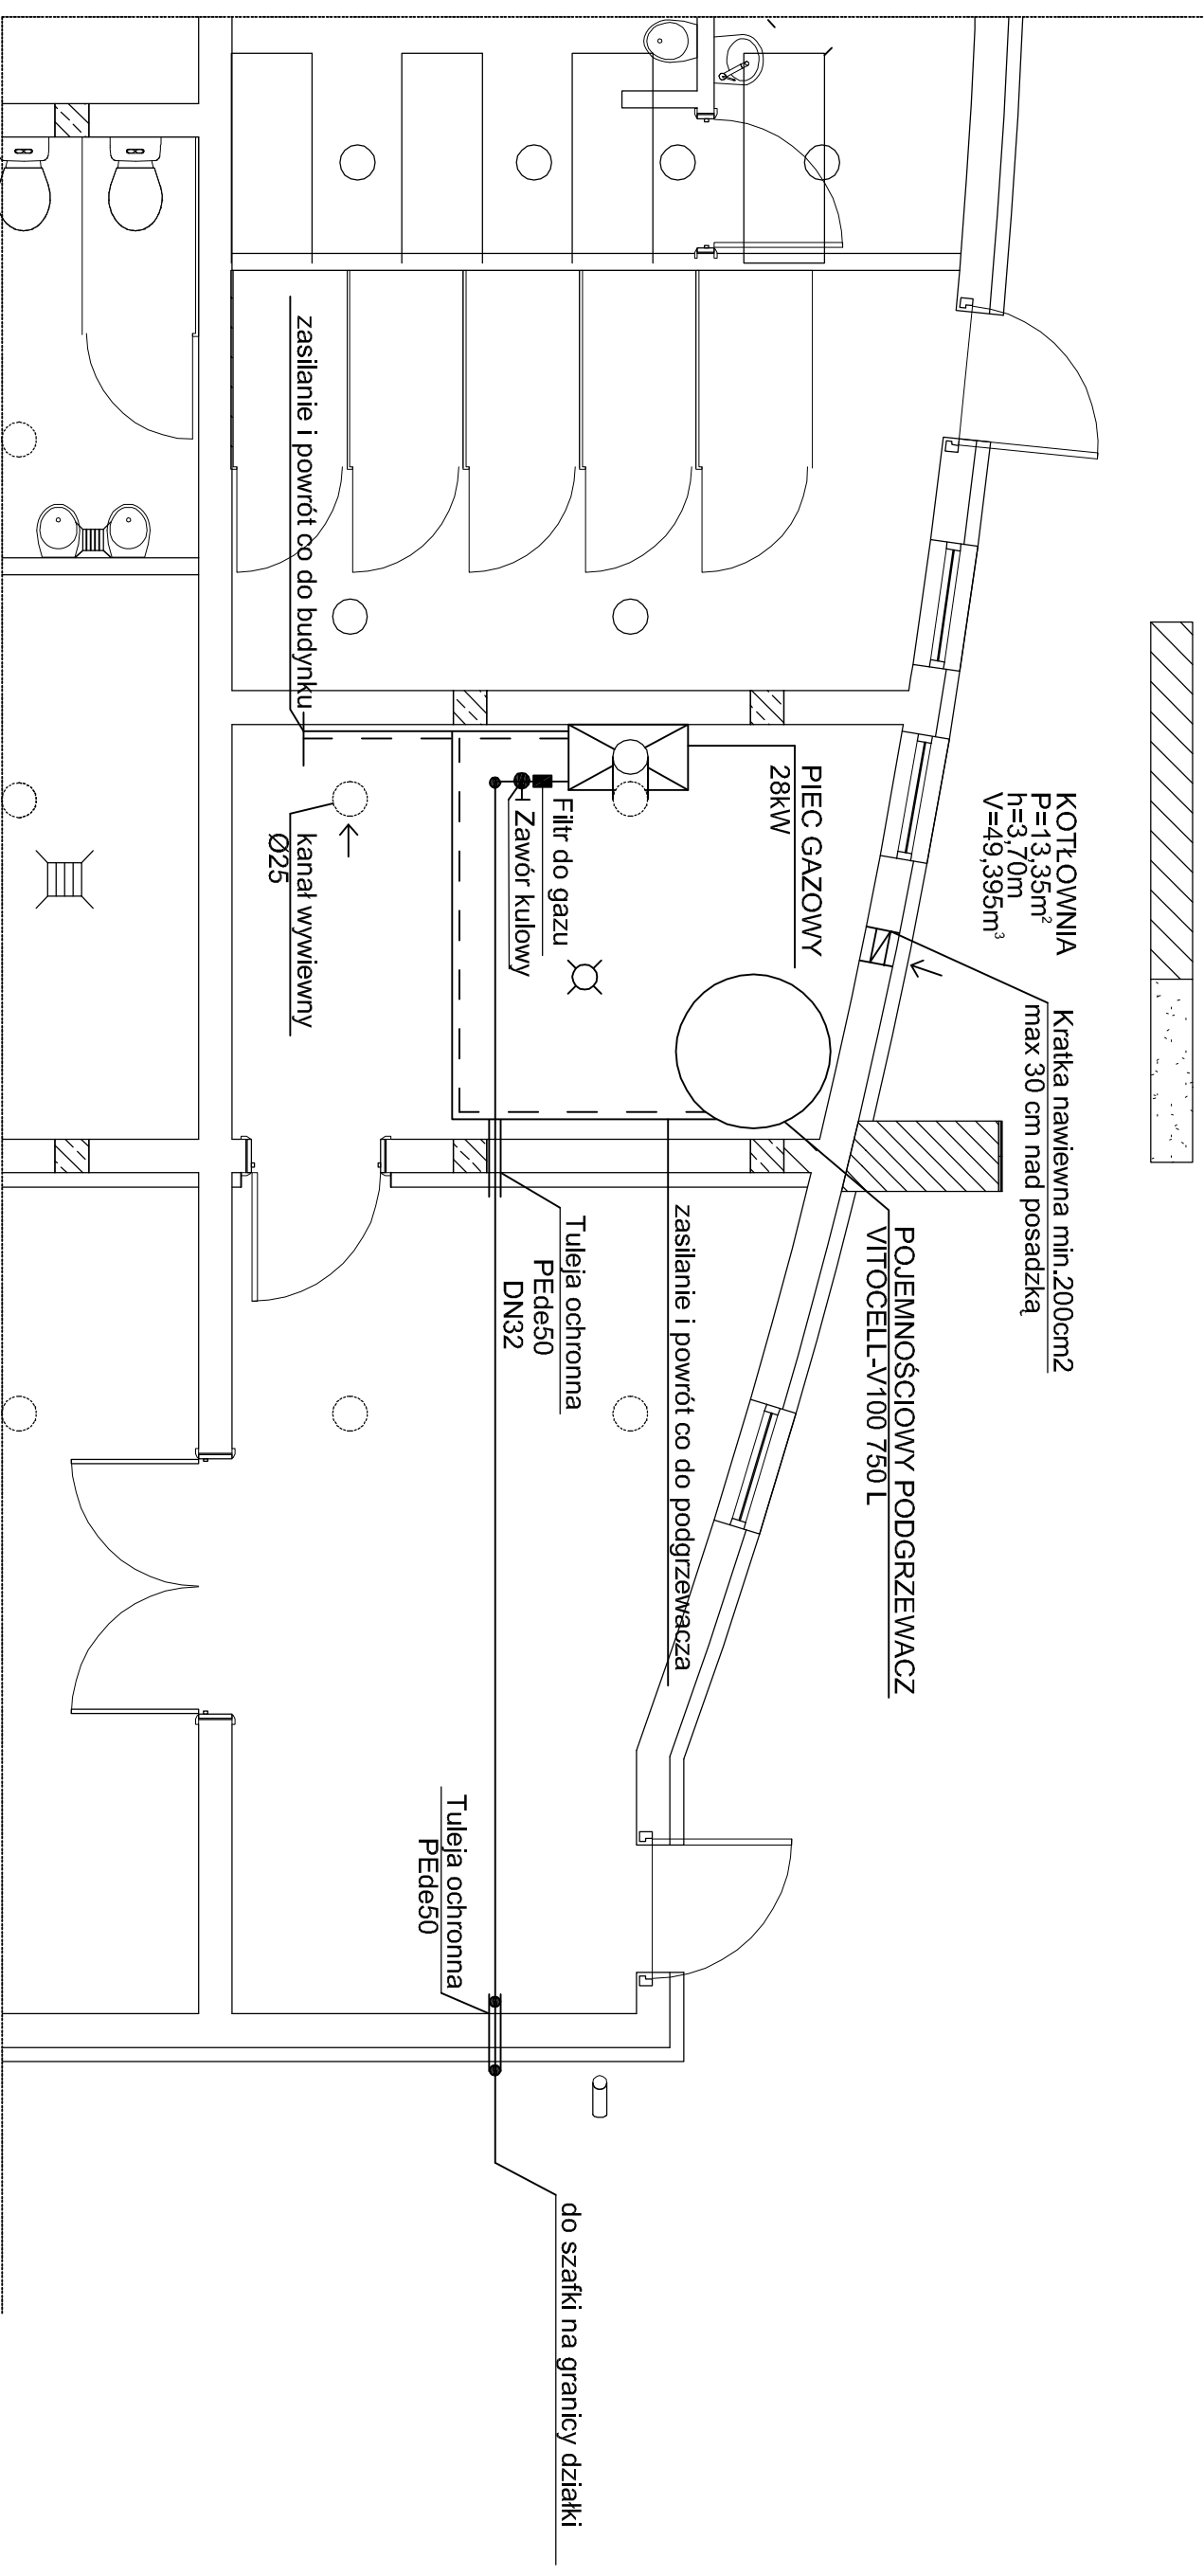 KOTŁOWNIA
P=13,35m²
h=3,70m
V=49,395m³
Kratka nawiewna min.200cm2
max 30 cm nad posadzką
POJEMNOŚCIOWY PODGRZEWACZ
VITOCELL-V100 750 L
PIEC GAZOWY
28kW
zasilanie i powrót co do podgrzewacza
Filtr do gazu
Zawór kulowy
Tuleja ochronna
PEde50
DN32
do szafki na granicy działki
Tuleja ochronna
PEde50
zasilanie i powrót co do budynku
kanał wywiewny
Ø25